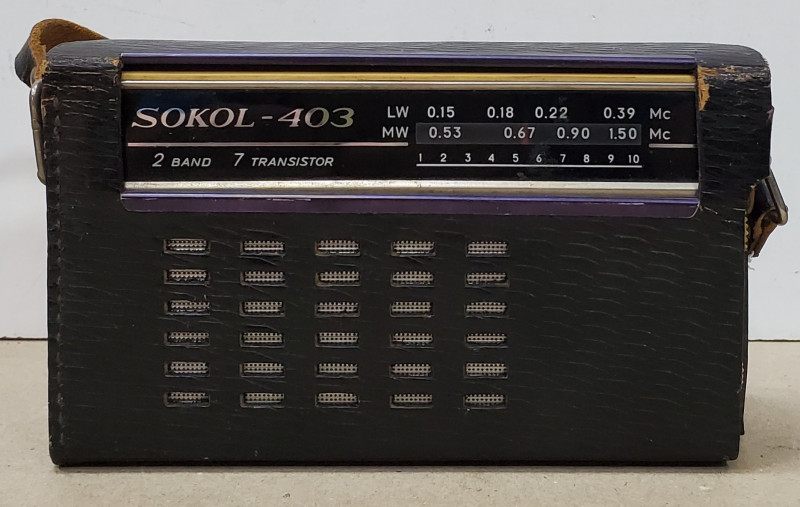 SOKOL-403
2 BAND 7 TRANSISTOR
LW 0.15 0.18 0.22 0.39 Mc
MW 0.53 0.67 0.90 1.50 Mc
1 2 3 4 5 6 7 8 9 10